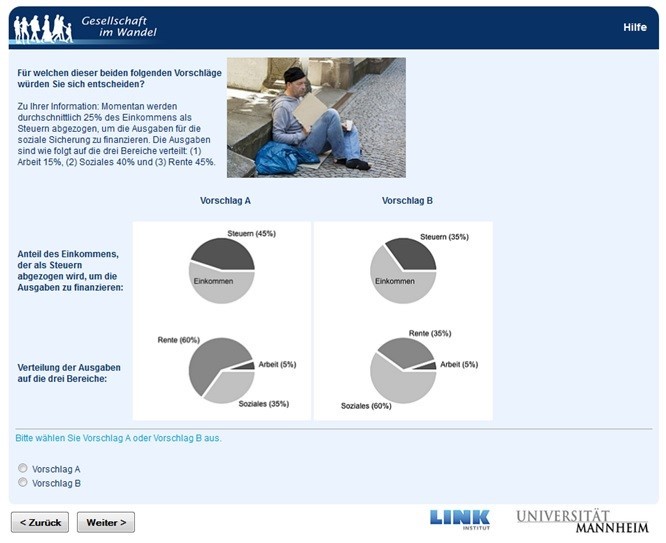 Gesellschaft
im Wandel
Hilfe
Für welchen dieser beiden folgenden Vorschläge
würden Sie sich entscheiden?
Zu Ihrer Information: Momentan werden
durchschnittlich 25% des Einkommens als
Steuern abgezogen, um die Ausgaben für die
soziale Sicherung zu finanzieren. Die Ausgaben
sind wie folgt auf die drei Bereiche verteilt: (1)
Arbeit 15%, (2) Soziales 40% und (3) Rente 45%.
Vorschlag A
Vorschlag B
Anteil des Einkommens,
der als Steuern
abgezogen wird, um die
Ausgaben zu finanzieren:
Steuern (45%)
Einkommen
Steuern (35%)
Einkommen
Verteilung der Ausgaben
auf die drei Bereiche:
Rente (60%)
Arbeit (5%)
Soziales (35%)
Rente (35%)
Arbeit (5%)
Soziales (60%)
Bitte wählen Sie Vorschlag A oder Vorschlag B aus.
Vorschlag A
Vorschlag B
< Zurück
Weiter >
LINK
INSTITUT
UNIVERSITÄT
MANNHEIM